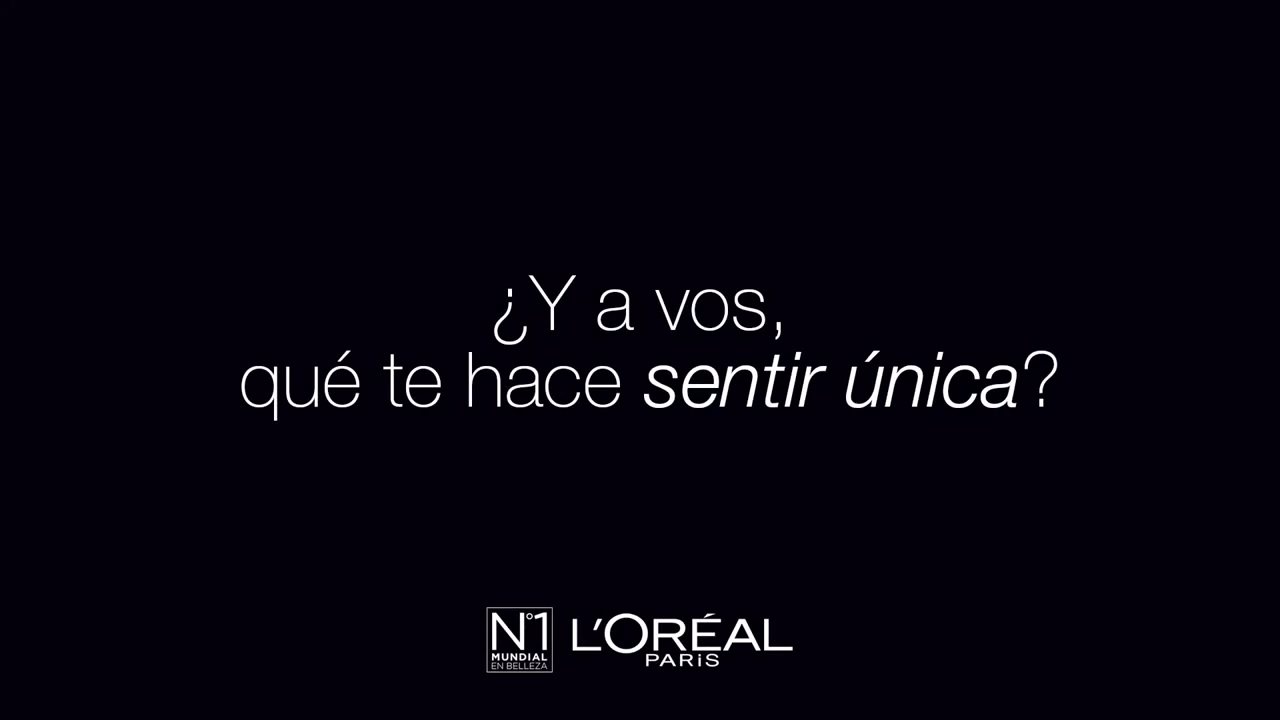 ¿Y a vos,
qué te hace sentir única?
N°1
MUNDIAL
EN BELLEZA
L'ORÉAL
PARiS